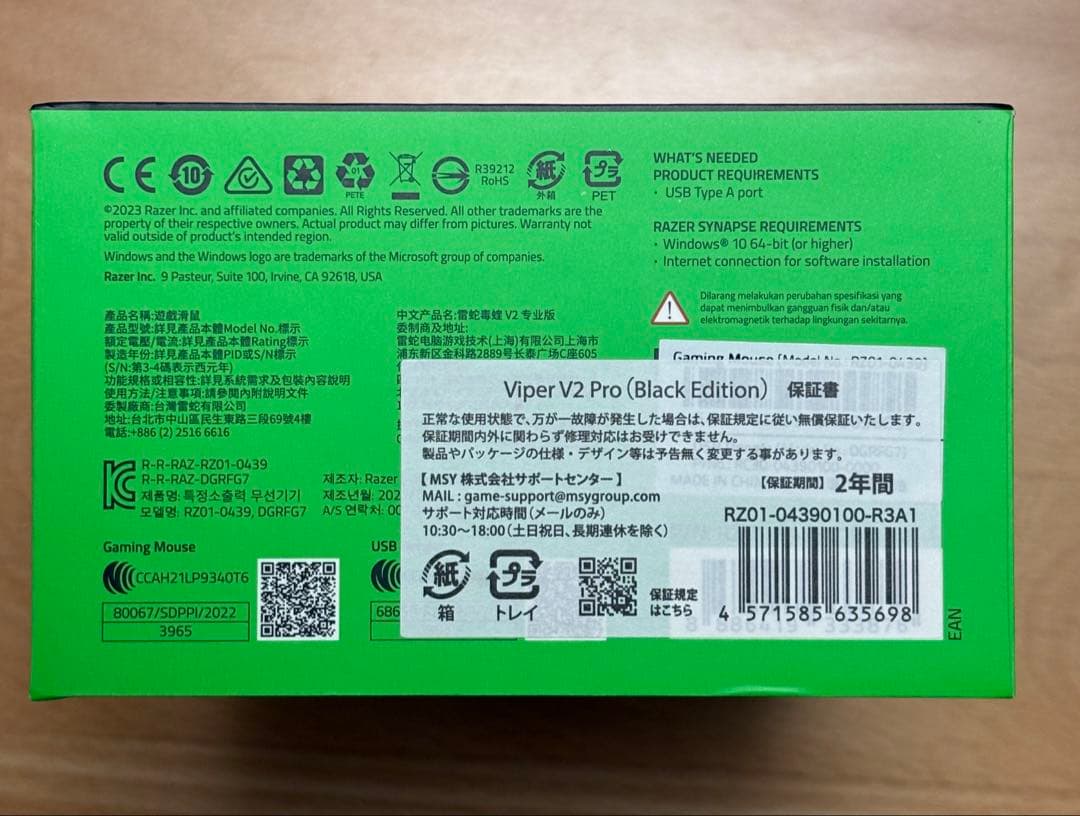 CE 10 01 PETE R39212 RoHS 紙 外箱 プラ PET
©2023 Razer Inc. and affiliated companies. All Rights Reserved. All other trademarks are the
property of their respective owners. Actual product may differ from pictures. Warranty not
valid outside of product's intended region.
Windows and the Windows logo are trademarks of the Microsoft group of companies.
Razer Inc. 9 Pasteur, Suite 100, Irvine, CA 92618, USA
WHAT'S NEEDED
PRODUCT REQUIREMENTS
· USB Type A port
RAZER SYNAPSE REQUIREMENTS
· Windows® 10 64-bit (or higher)
· Internet connection for software installation
Dilarang melakukan perubahan spesifikasi yang
dapat menimbulkan gangguan fisik dan/atau
elektromagnetik terhadap lingkungan sekitarnya.
產品名稱:遊戲滑鼠
產品型號:詳見產品本體Model No.標示
額定電壓/電流:詳見產品本體Rating標示
製造年份:詳見產品本體PID或S/N標示
(S/N:第3-4碼表示西元年)
功能規格或相容性:詳見系統需求及包裝內容說明
使用方法/注意事項:請參閱內附說明文件
委製廠商:台灣雷蛇有限公司
地址:台北市中山區民生東路三段69號4樓
電話:+886 (2) 2516 6616
中文产品名:雷蛇毒蝰 V2 专业版
委制商及地址:
雷蛇电脑游戏技术(上海)有限公司上海市
浦东新区金科路2889号长泰广场C座605
R-R-RAZ-RZ01-0439
R-R-RAZ-DGRFG7
제품명: 특정소출력 무선기기
모델명: RZ01-0439, DGRFG7
제조자: Razer
제조년월: 202
A/S 연락처: 00
Gaming Mouse
CCAH21LP9340T6
80067/SDPPI/2022
3965
USB
686
Gaming Mouse (Model No.: RZ01-0439)
Viper V2 Pro（Black Edition） 保証書
正常な使用状態で、万が一故障が発生した場合は、保証規定に従い無償保証いたします。
保証期間内外に関わらず修理対応はお受けできません。
製品やパッケージの仕様・デザイン等は予告無く変更する事があります。
【 MSY 株式会社サポートセンター 】
MAIL : game-support@msygroup.com
サポート対応時間（メールのみ）
10:30～18:00（土日祝日、長期連休を除く）
【保証期間】 2年間
RZ01-04390100-R3A1
紙 箱
プラ トレイ
保証規定
はこちら
4 571585 635698
EAN